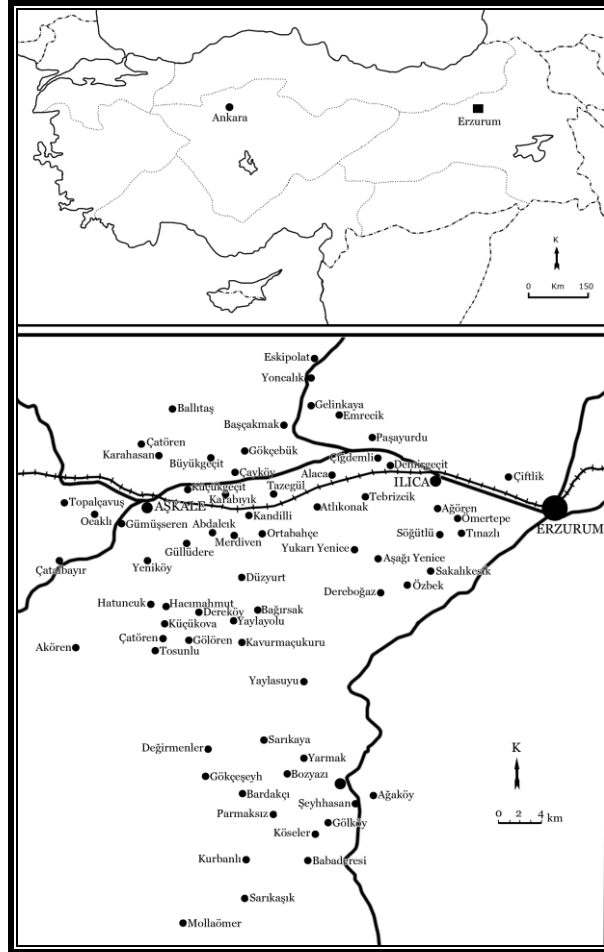 Ankara
Erzurum
K
0 Km 150
Eskipolat
Yoncalık
Gelinkaya
Ballıtaş
Emrecik
Başçakmak
Paşayurdu
Çatören
Gökçebük
Karahasan
Çiğdemli
Büyükgeçit
Demirgeçit
Çayköy
Alaca
Çiftlik
ILICA
Küçükgeçit
Tazegül
Karabıyık
Tebrizcik
Topalçavuş
AŞKALE
Atlıkonak
Ağören
Ocaklı
Kandilli
Ömertepe
Gümüşseren
ERZURUM
Abdalcık
Ortabahçe
Söğütlü
Tınazlı
Merdiven
Güllüdere
Yukarı Yenice
Aşağı Yenice
Çatalbayır
Yeniköy
Sakalıkesik
Düzyurt
Özbek
Dereboğaz
Hatuncuk
Hacımahmut
Bağırsak
Dereköy
Yaylayolu
Küçükova
Çatören
Gölören
Kavurmaçukuru
Akören
Tosunlu
Yaylasuyu
Sarıkaya
Değirmenler
K
Yarmak
Gökçeşeyh
Bozyazı
Bardakçı
Ağaköy
Şeyhhasan
Parmaksız
Gölköy
0 2 4 km
Köseler
Kurbanlı
Babaderesi
Sarıkaşık
Mollaömer